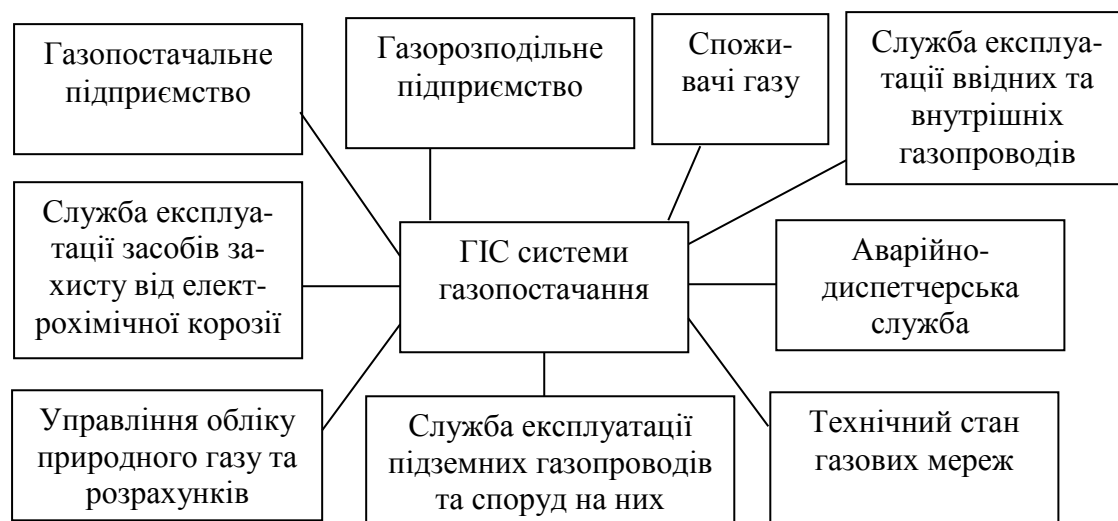 Газопостачальне
підприємство
Газорозподільне
підприємство
Спожи-
вачі газу
Служба експлуа-
тації ввідних та
внутрішніх
газопроводів
Служба експлуа-
тації засобів за-
хисту від елект-
рохімічної корозії
ГІС системи
газопостачання
Аварійно-
диспетчерська
служба
Управління обліку
природного газу та
розрахунків
Служба експлуатації
підземних газопроводів
та споруд на них
Технічний стан
газових мереж